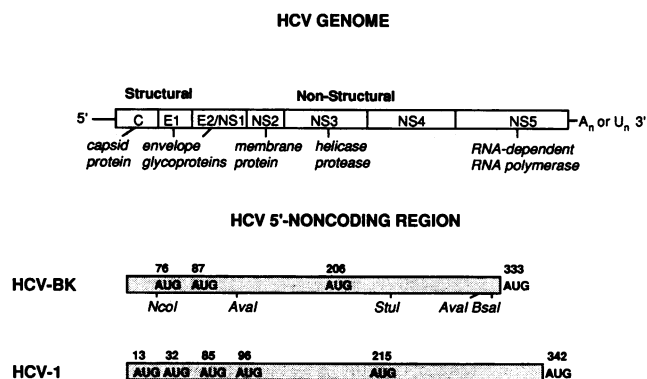 HCV GENOME
Structural Non-Structural
5' C E1 E2/NS1 NS2 NS3 NS4 NS5 An or Un 3'
capsid envelope membrane helicase RNA-dependent
protein glycoproteins protein protease RNA polymerase
HCV 5'-NONCODING REGION
76 87 206 333
HCV-BK AUG AUG AUG AUG
NcoI AvaI StuI AvaI BsaI
13 32 85 96 215 342
HCV-1 AUG AUG AUG AUG AUG AUG